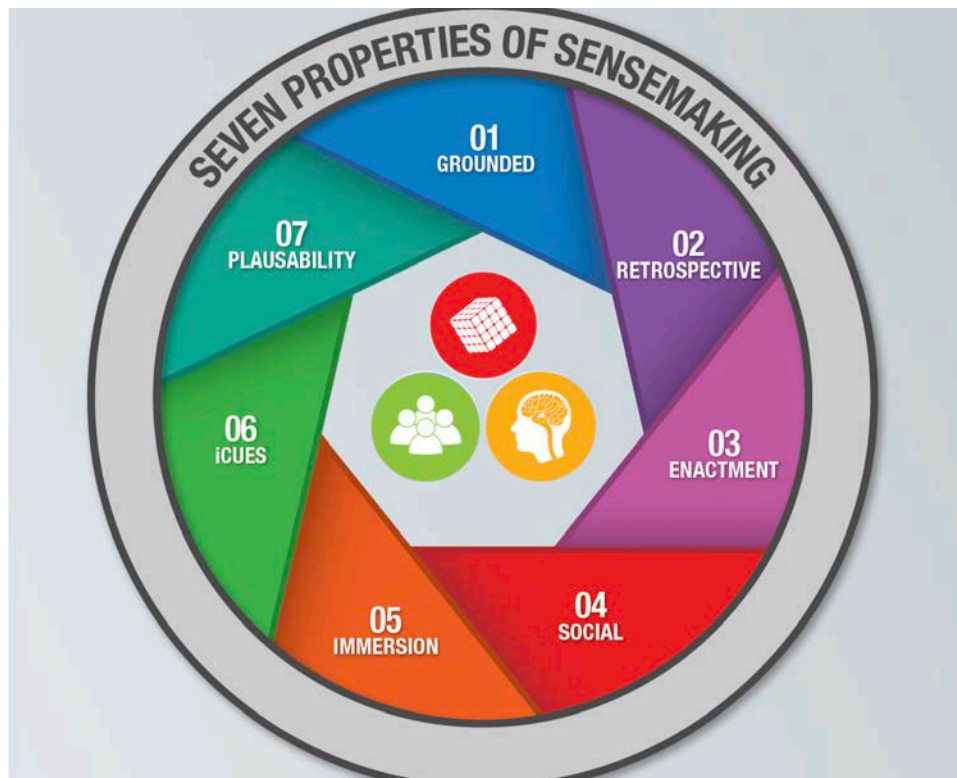 SEVEN PROPERTIES OF SENSEMAKING
01
GROUNDED
02
RETROSPECTIVE
03
ENACTMENT
04
SOCIAL
05
IMMERSION
06
iCUES
07
PLAUSABILITY